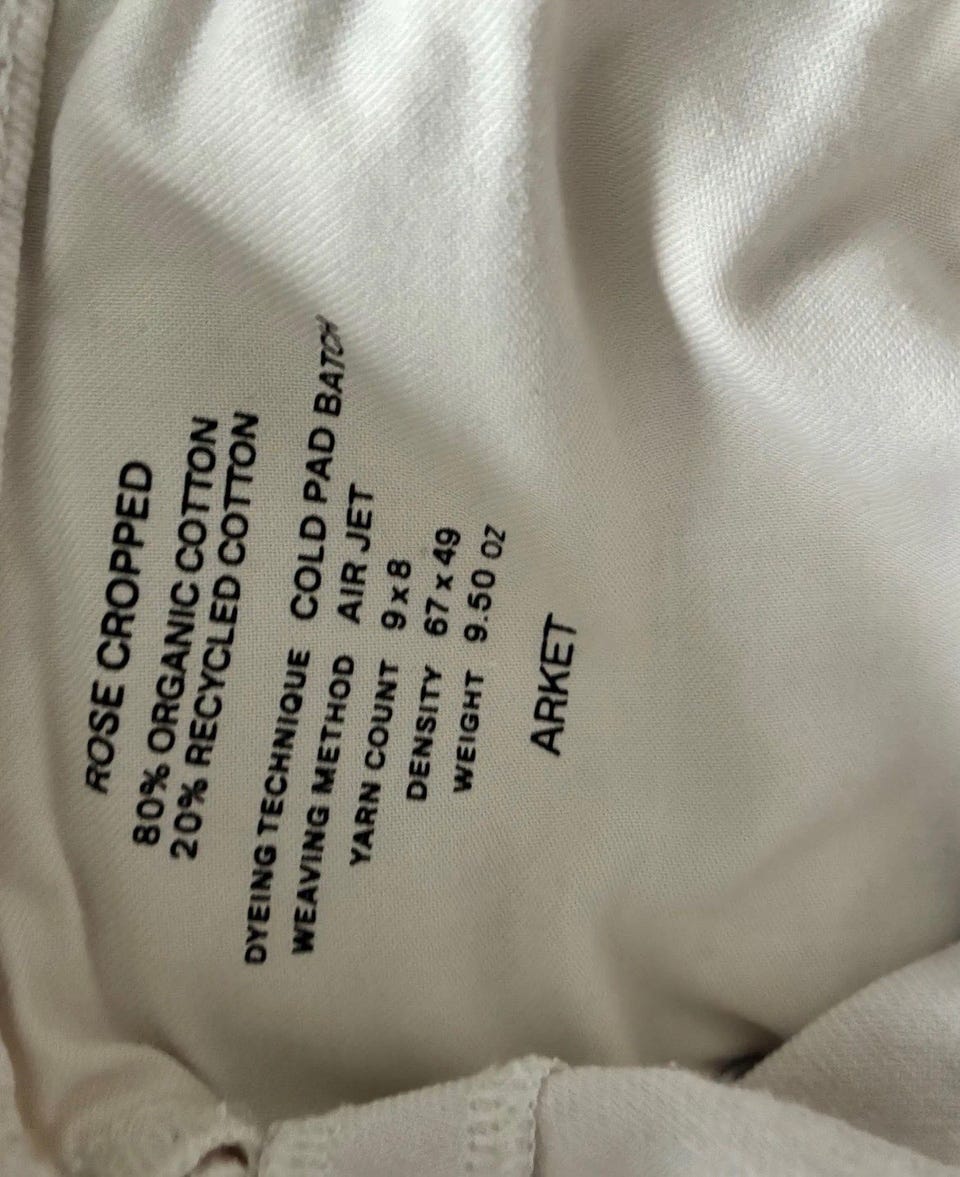 ROSE CROPPED
80% ORGANIC COTTON
20% RECYCLED COTTON
DYEING TECHNIQUE COLD PAD BATCH
WEAVING METHOD AIR JET
YARN COUNT 9 x 8
DENSITY 67 x 49
WEIGHT 9.50 OZ
ARKET